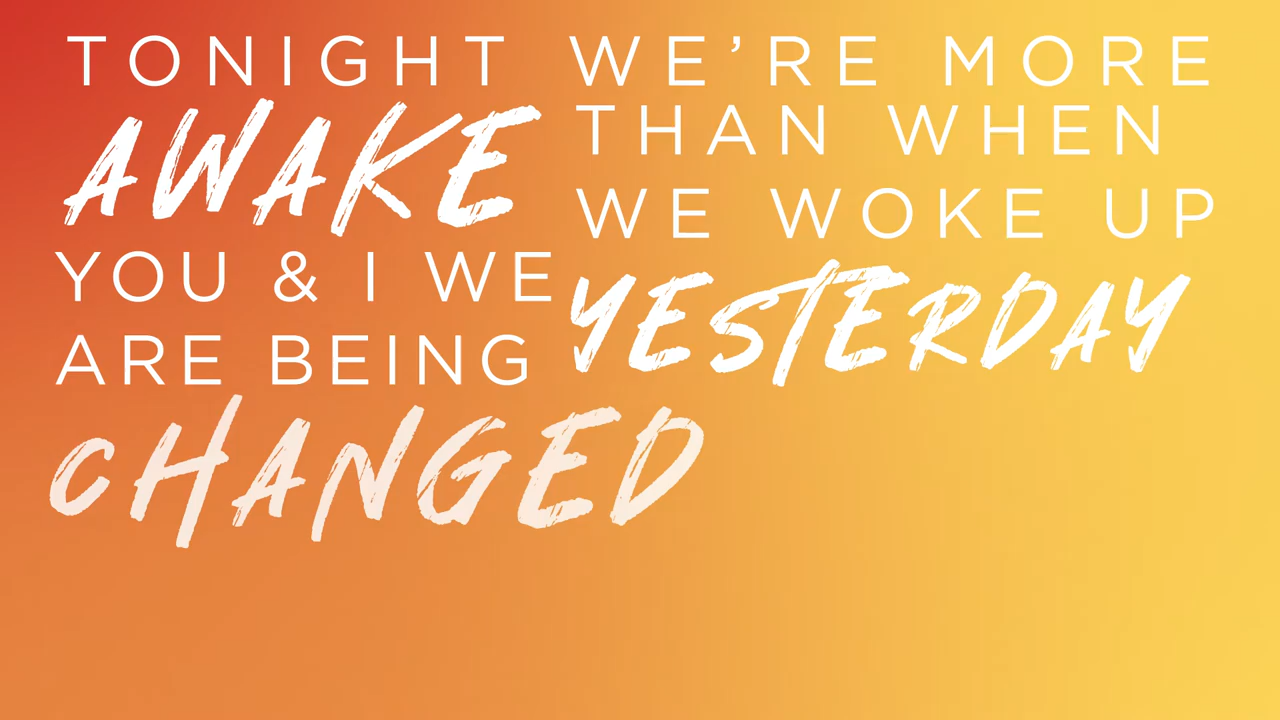 TONIGHT WE'RE MORE
AWAKE THAN WHEN
WE WOKE UP
YESTERDAY
YOU & I WE
ARE BEING
CHANGED